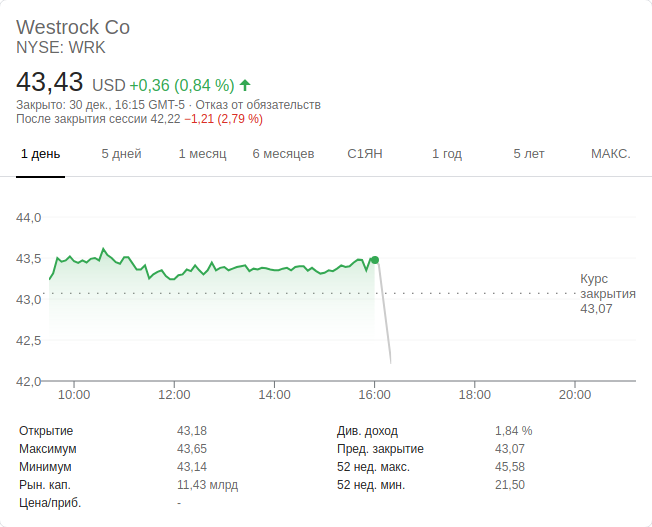 Westrock Co
NYSE: WRK
43,43 USD +0,36 (0,84 %)
Закрыто: 30 дек., 16:15 GMT-5 · Отказ от обязательств
После закрытия сессии 42,22 −1,21 (2,79 %)
1 день 5 дней 1 месяц 6 месяцев С1ЯН 1 год 5 лет МАКС.
44,0
43,5
43,0
42,5
42,0
Курс
закрытия
43,07
10:00 12:00 14:00 16:00 18:00 20:00
Открытие 43,18 Див. доход 1,84 %
Максимум 43,65 Пред. закрытие 43,07
Минимум 43,14 52 нед. макс. 45,58
Рын. кап. 11,43 млрд 52 нед. мин. 21,50
Цена/приб. -